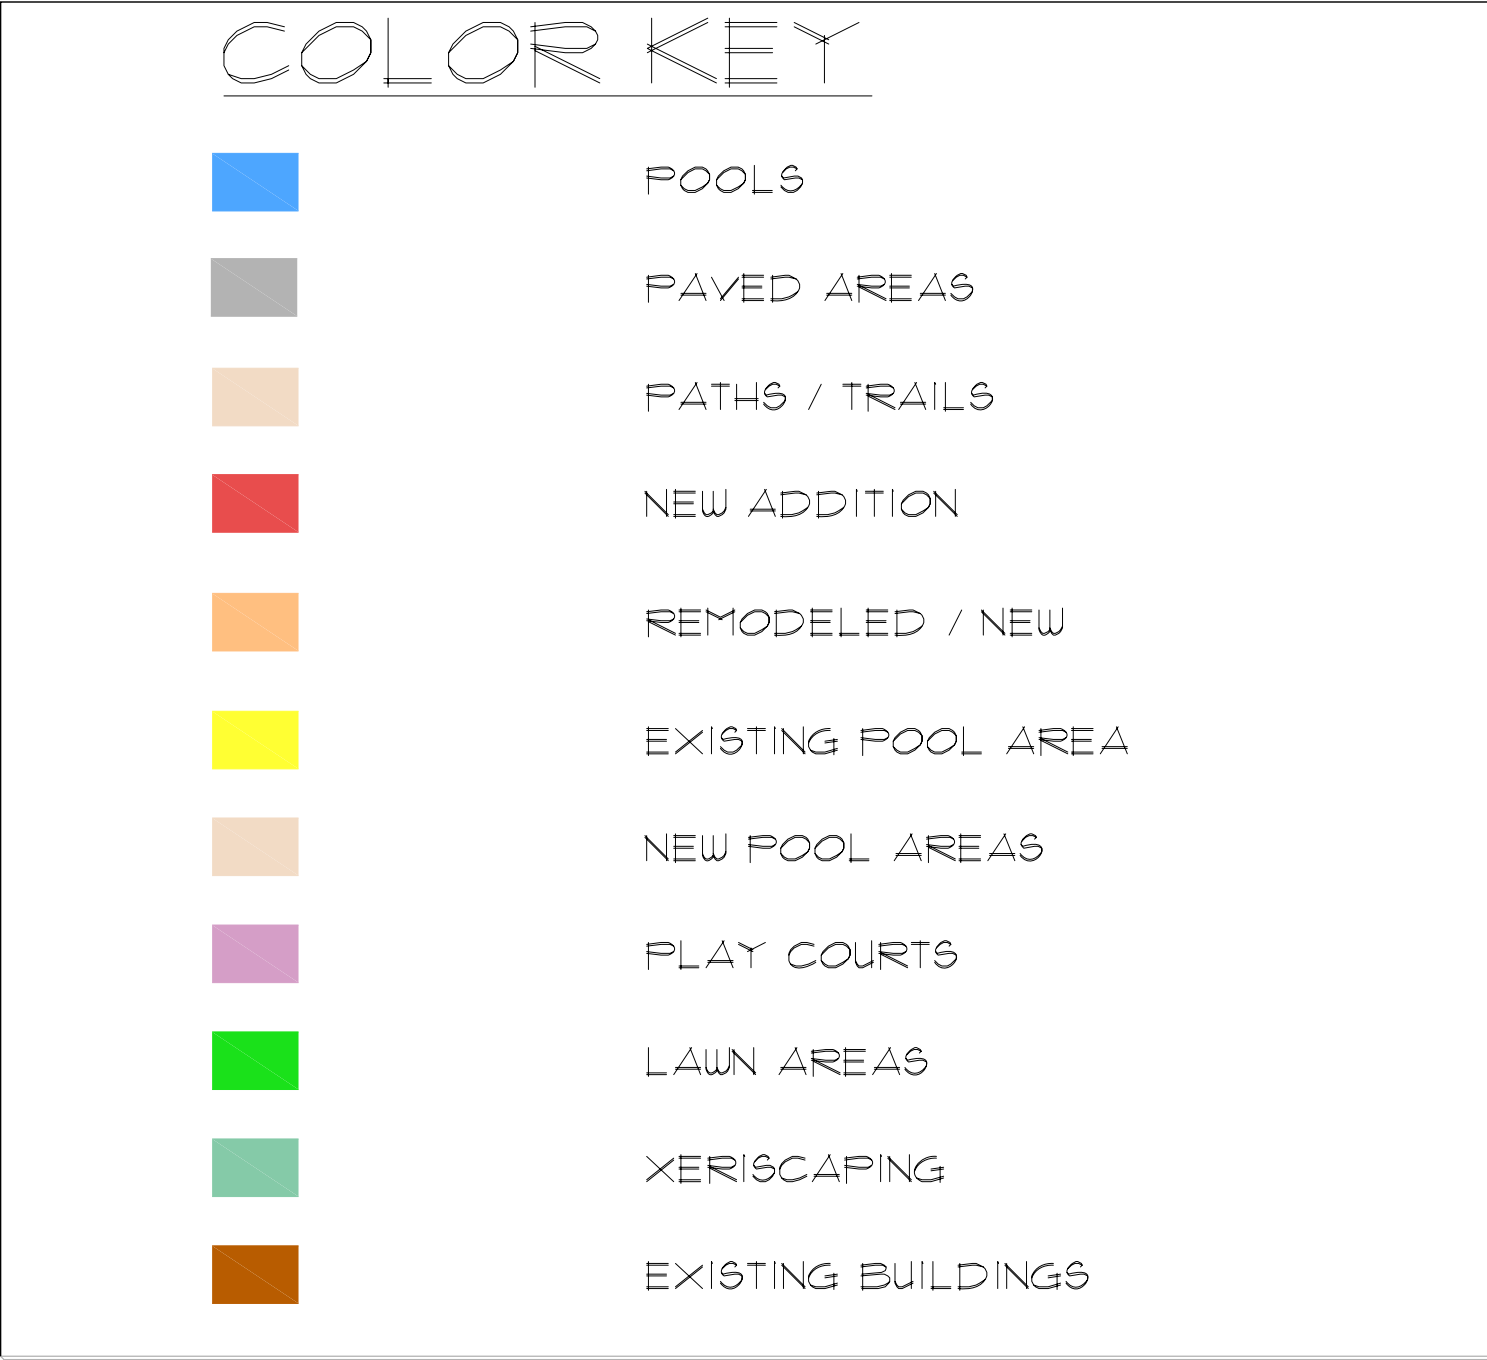 COLOR KEY
POOLS
PAVED AREAS
PATHS / TRAILS
NEW ADDITION
REMODELED / NEW
EXISTING POOL AREA
NEW POOL AREAS
PLAY COURTS
LAWN AREAS
XERISCAPING
EXISTING BUILDINGS